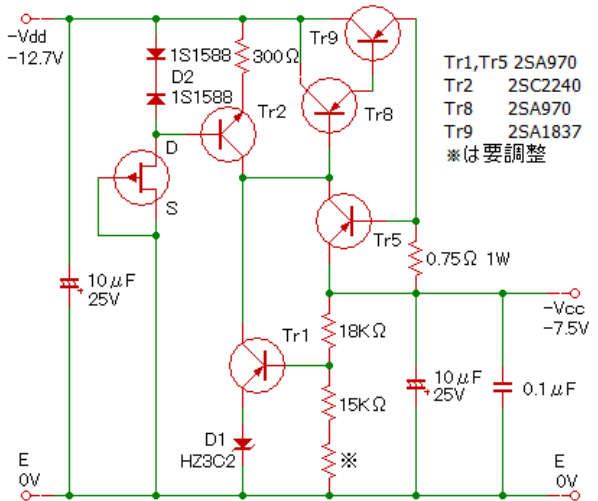 −Vdd
−12.7V
1S1588
D2
1S1588
300Ω
Tr2
Tr9
Tr8
Tr1,Tr5 2SA970
Tr2 2SC2240
Tr8 2SA970
Tr9 2SA1837
※は要調整
D
S
Tr5
0.75Ω 1W
10μF
25V
−Vcc
−7.5V
Tr1
18KΩ
15KΩ
10μF
25V
0.1μF
D1
HZ3C2
※
E
0V
E
0V